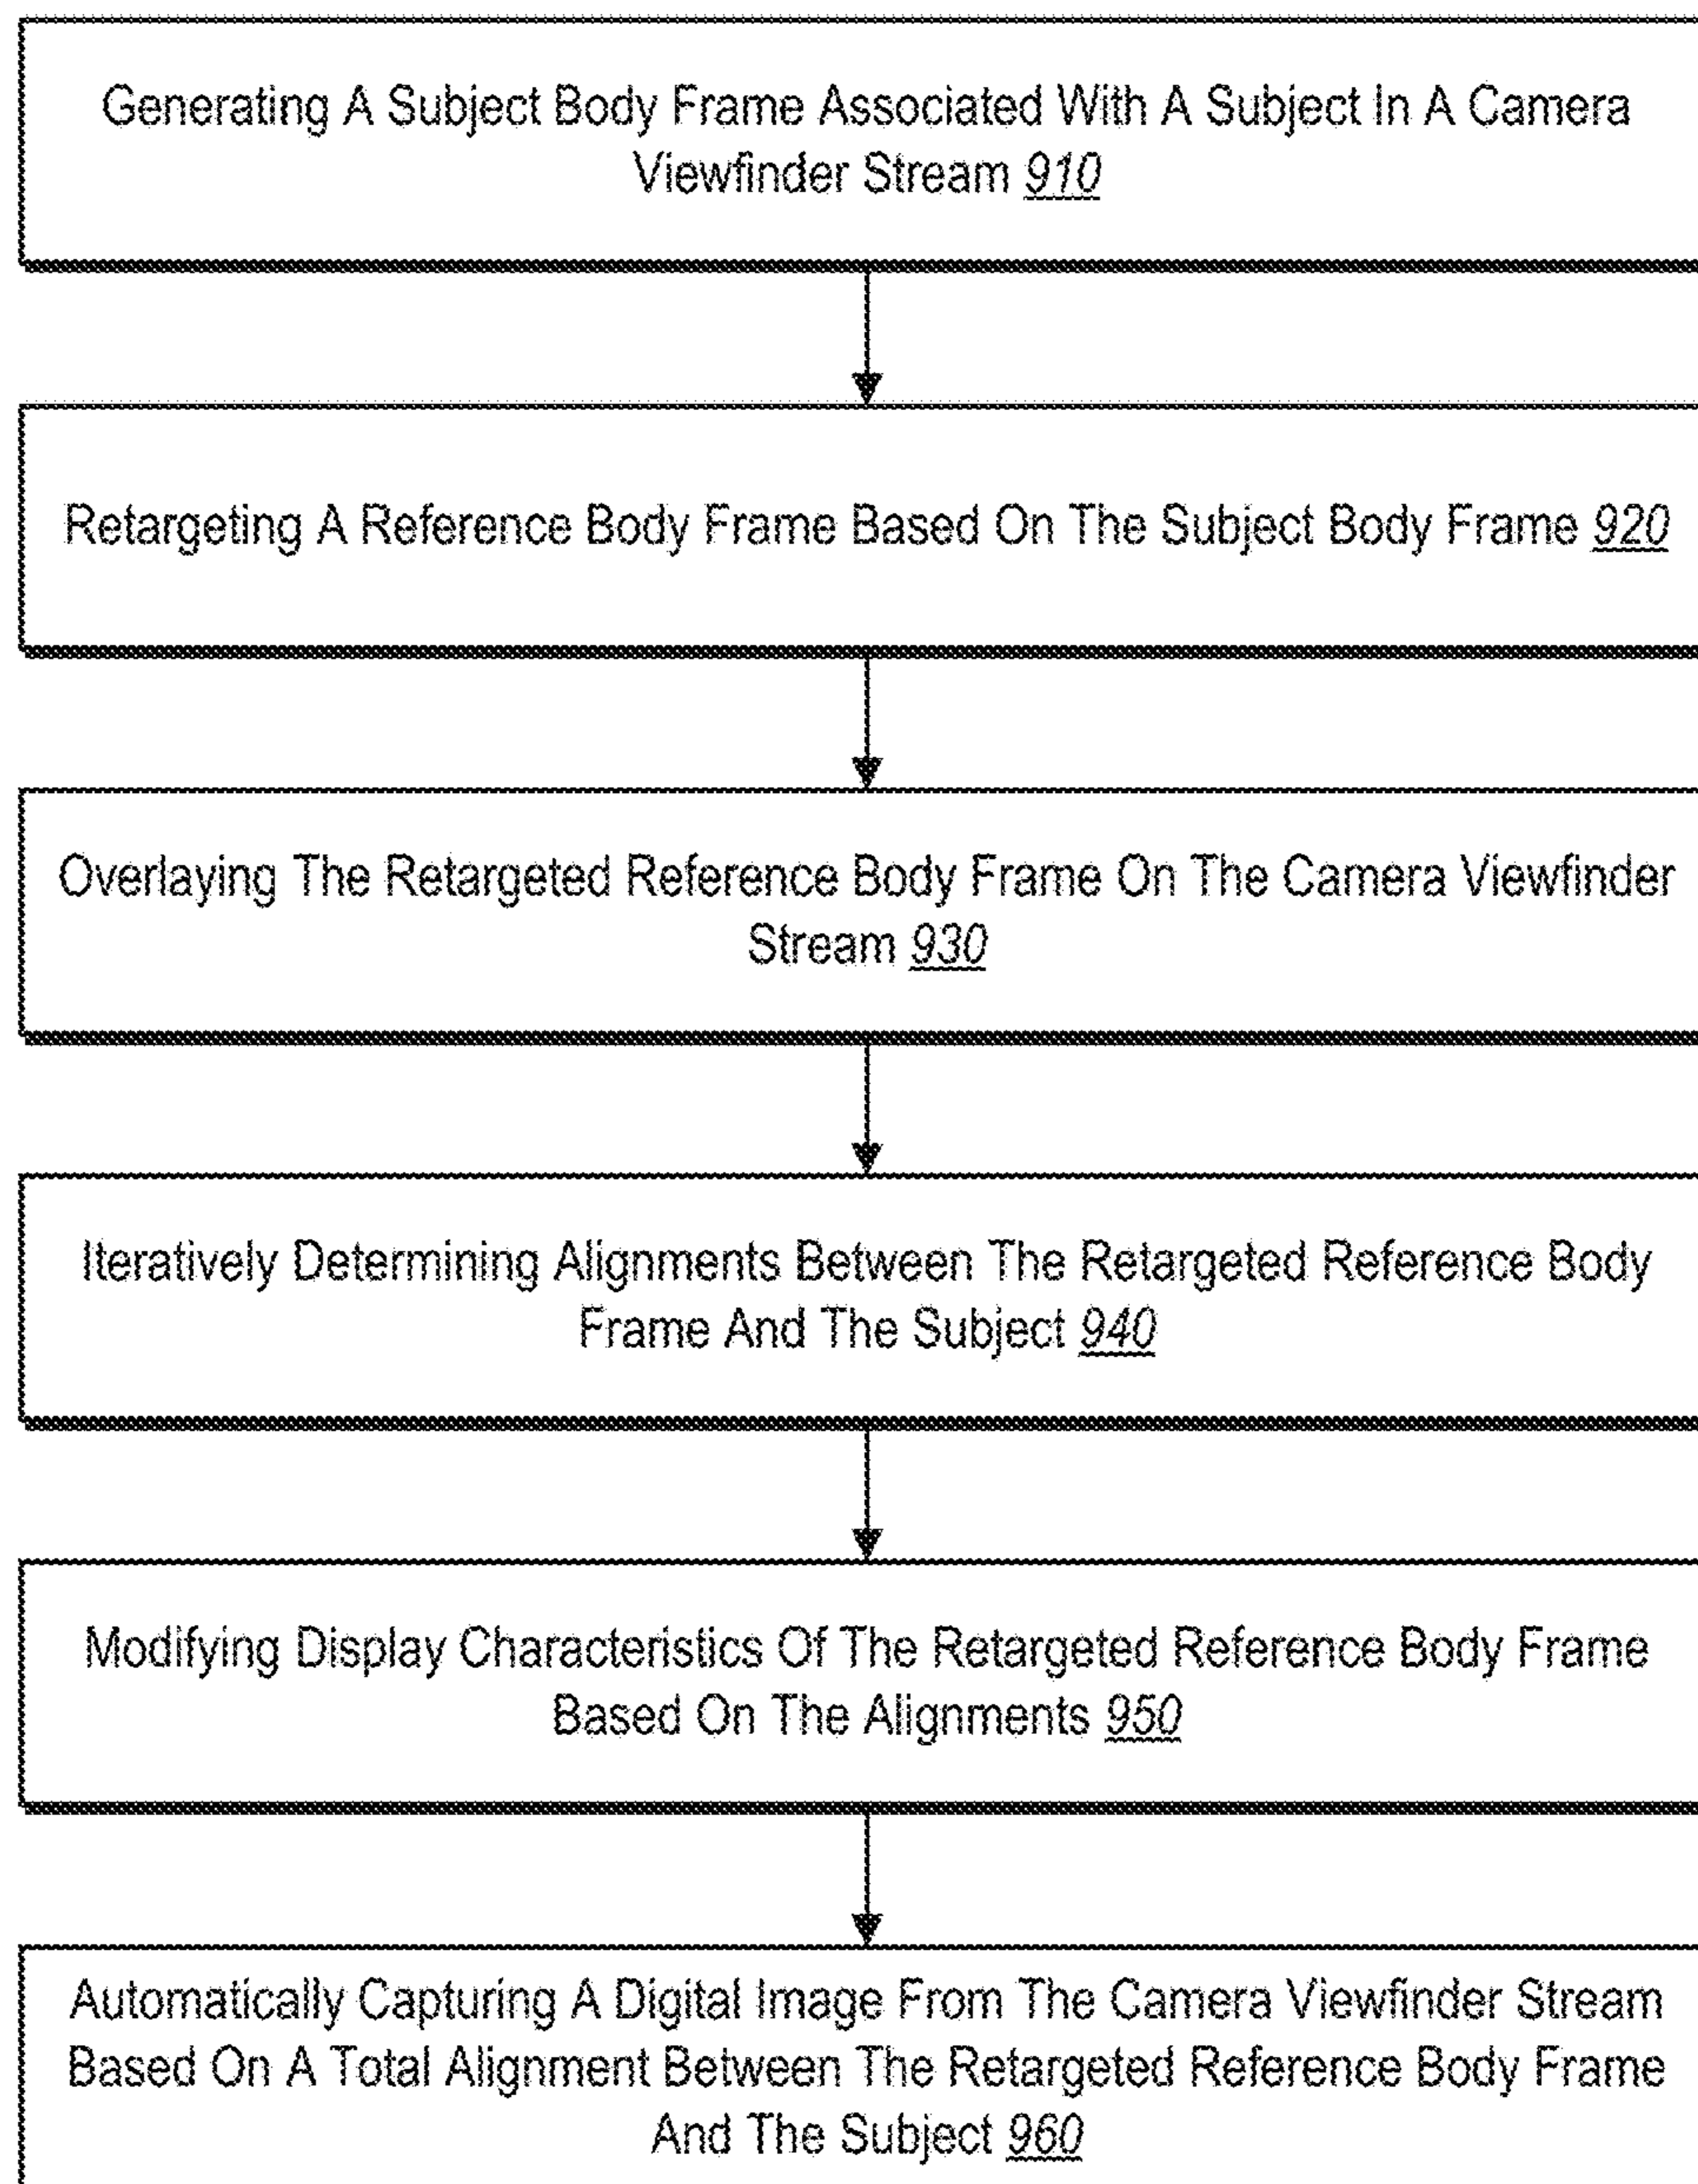 Generating A Subject Body Frame Associated With A Subject In A Camera
Viewfinder Stream 910
Retargeting A Reference Body Frame Based On The Subject Body Frame 920
Overlaying The Retargeted Reference Body Frame On The Camera Viewfinder
Stream 930
Iteratively Determining Alignments Between The Retargeted Reference Body
Frame And The Subject 940
Modifying Display Characteristics Of The Retargeted Reference Body Frame
Based On The Alignments 950
Automatically Capturing A Digital Image From The Camera Viewfinder Stream
Based On A Total Alignment Between The Retargeted Reference Body Frame
And The Subject 960